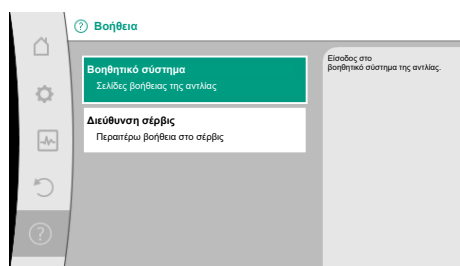 Βοήθεια
Βοηθητικό σύστημα
Σελίδες βοήθειας της αντλίας
Διεύθυνση σέρβις
Περαιτέρω βοήθεια στο σέρβις
Είσοδος στο
βοηθητικό σύστημα της αντλίας.